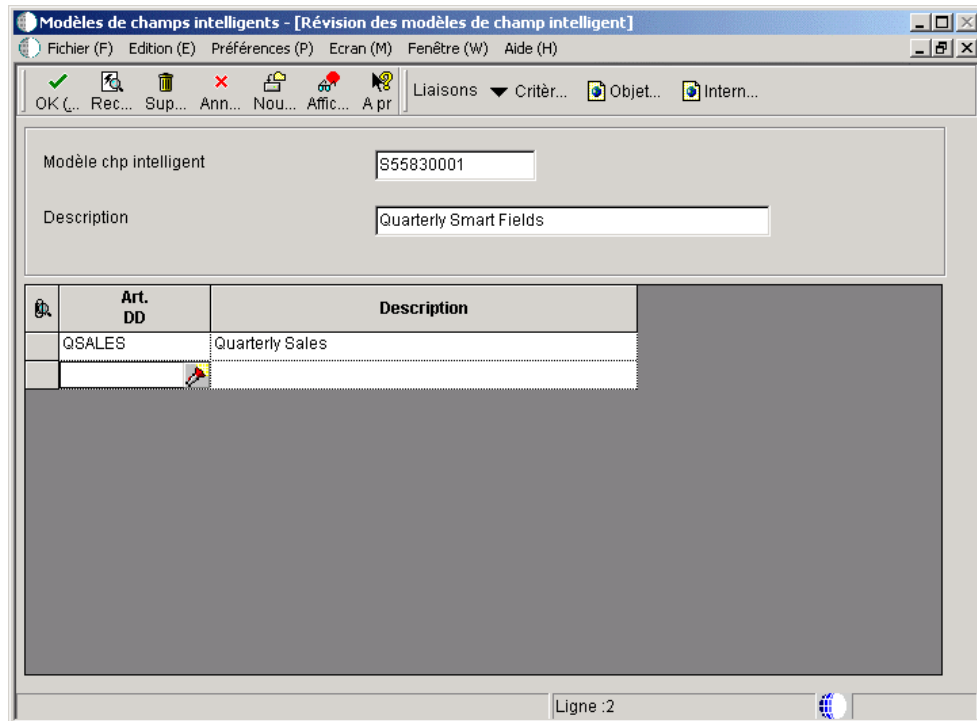 Modèles de champs intelligents - [Révision des modèles de champ intelligent]
Fichier (F) Edition (E) Préférences (P) Ecran (M) Fenêtre (W) Aide (H)
OK (... Rec... Sup... Ann... Nou... Affic... A pr Liaisons Critèr... Objet... Intern...
Modèle chp intelligent S55830001
Description Quarterly Smart Fields
Art. DD Description
QSALES Quarterly Sales
Ligne :2